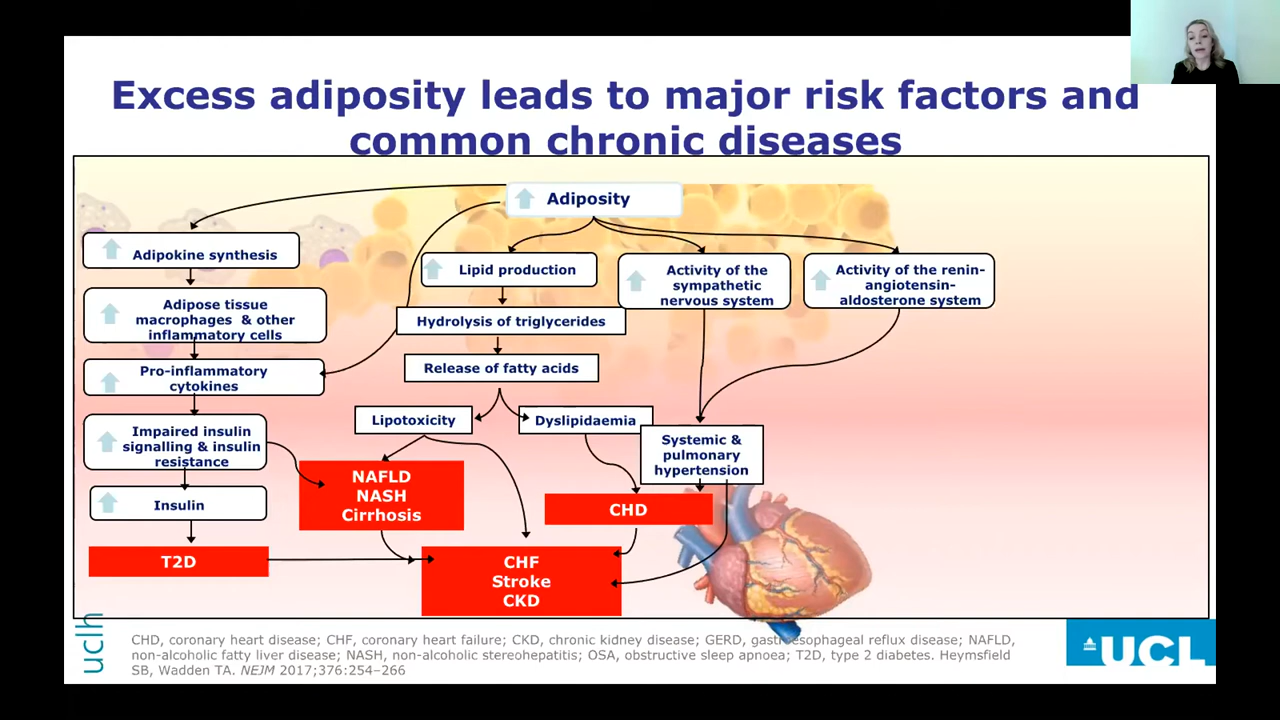 Excess adiposity leads to major risk factors and
common chronic diseases
Adiposity
Adipokine synthesis
Adipose tissue
macrophages & other
inflammatory cells
Pro-inflammatory
cytokines
Impaired insulin
signalling & insulin
resistance
Insulin
T2D
Lipid production
Hydrolysis of triglycerides
Release of fatty acids
Lipotoxicity
Dyslipidaemia
NAFLD
NASH
Cirrhosis
CHD
CHF
Stroke
CKD
Activity of the
sympathetic
nervous system
Activity of the renin-
angiotensin-
aldosterone system
Systemic &
pulmonary
hypertension
CHD, coronary heart disease; CHF, coronary heart failure; CKD, chronic kidney disease; GERD, gastroesophageal reflux disease; NAFLD,
non-alcoholic fatty liver disease; NASH, non-alcoholic stereohepatitis; OSA, obstructive sleep apnoea; T2D, type 2 diabetes. Heymsfield
SB, Wadden TA. NEJM 2017;376:254–266
uclh
UCL